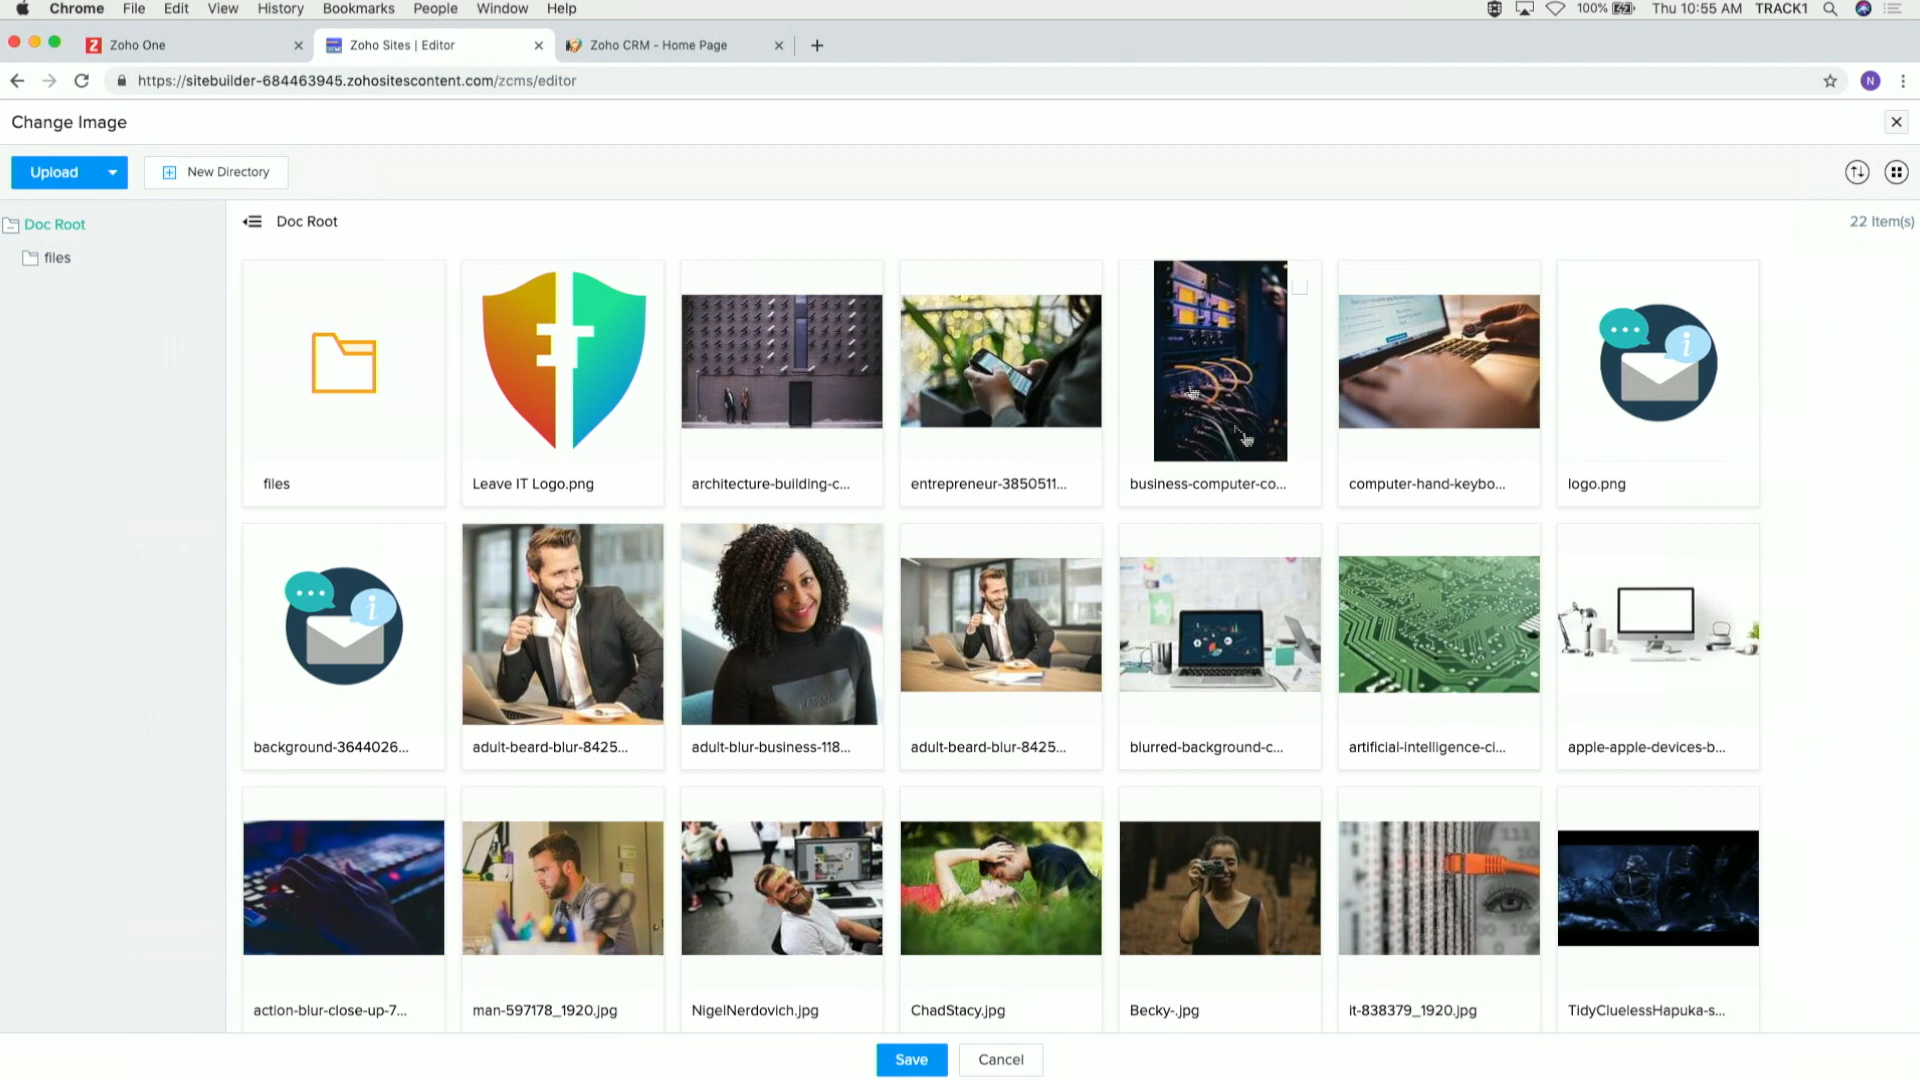 Chrome File Edit View History Bookmarks People Window Help 100% Thu 10:55 AM TRACK1
Zoho One Zoho Sites | Editor Zoho CRM - Home Page
https://sitebuilder-684463945.zohositescontent.com/zcms/editor N
Change Image
Upload New Directory
Doc Root
files
Doc Root 22 Item(s)
files Leave IT Logo.png architecture-building-c... entrepreneur-3850511... business-computer-co... computer-hand-keybo... logo.png
background-3644026... adult-beard-blur-8425... adult-blur-business-118... adult-beard-blur-8425... blurred-background-c... artificial-intelligence-ci... apple-apple-devices-b...
action-blur-close-up-7... man-597178_1920.jpg NigelNerdovich.jpg ChadStacy.jpg Becky-.jpg it-838379_1920.jpg TidyCluelessHapuka-s...
Save Cancel